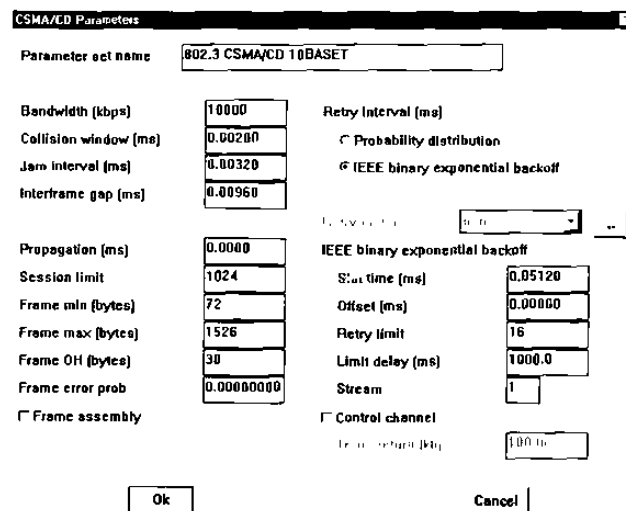 CSMA/CD Parameters
Parameter set name
802.3 CSMA/CD 10BASET
Bandwidth (kbps)
10000
Collision window (ms)
0.00200
Jam interval (ms)
0.00320
Interframe gap (ms)
0.00960
Retry Interval (ms)
Probability distribution
IEEE binary exponential backoff
..
Propagation (ms)
0.0000
Session limit
1024
Frame min (bytes)
72
Frame max (bytes)
1526
Frame OH (bytes)
30
Frame error prob
0.00000000
Frame assembly
IEEE binary exponential backoff
Slot time (ms)
0.05120
Offset (ms)
0.00000
Retry limit
16
Limit delay (ms)
1000.0
Stream
1
Control channel
Ok
Cancel